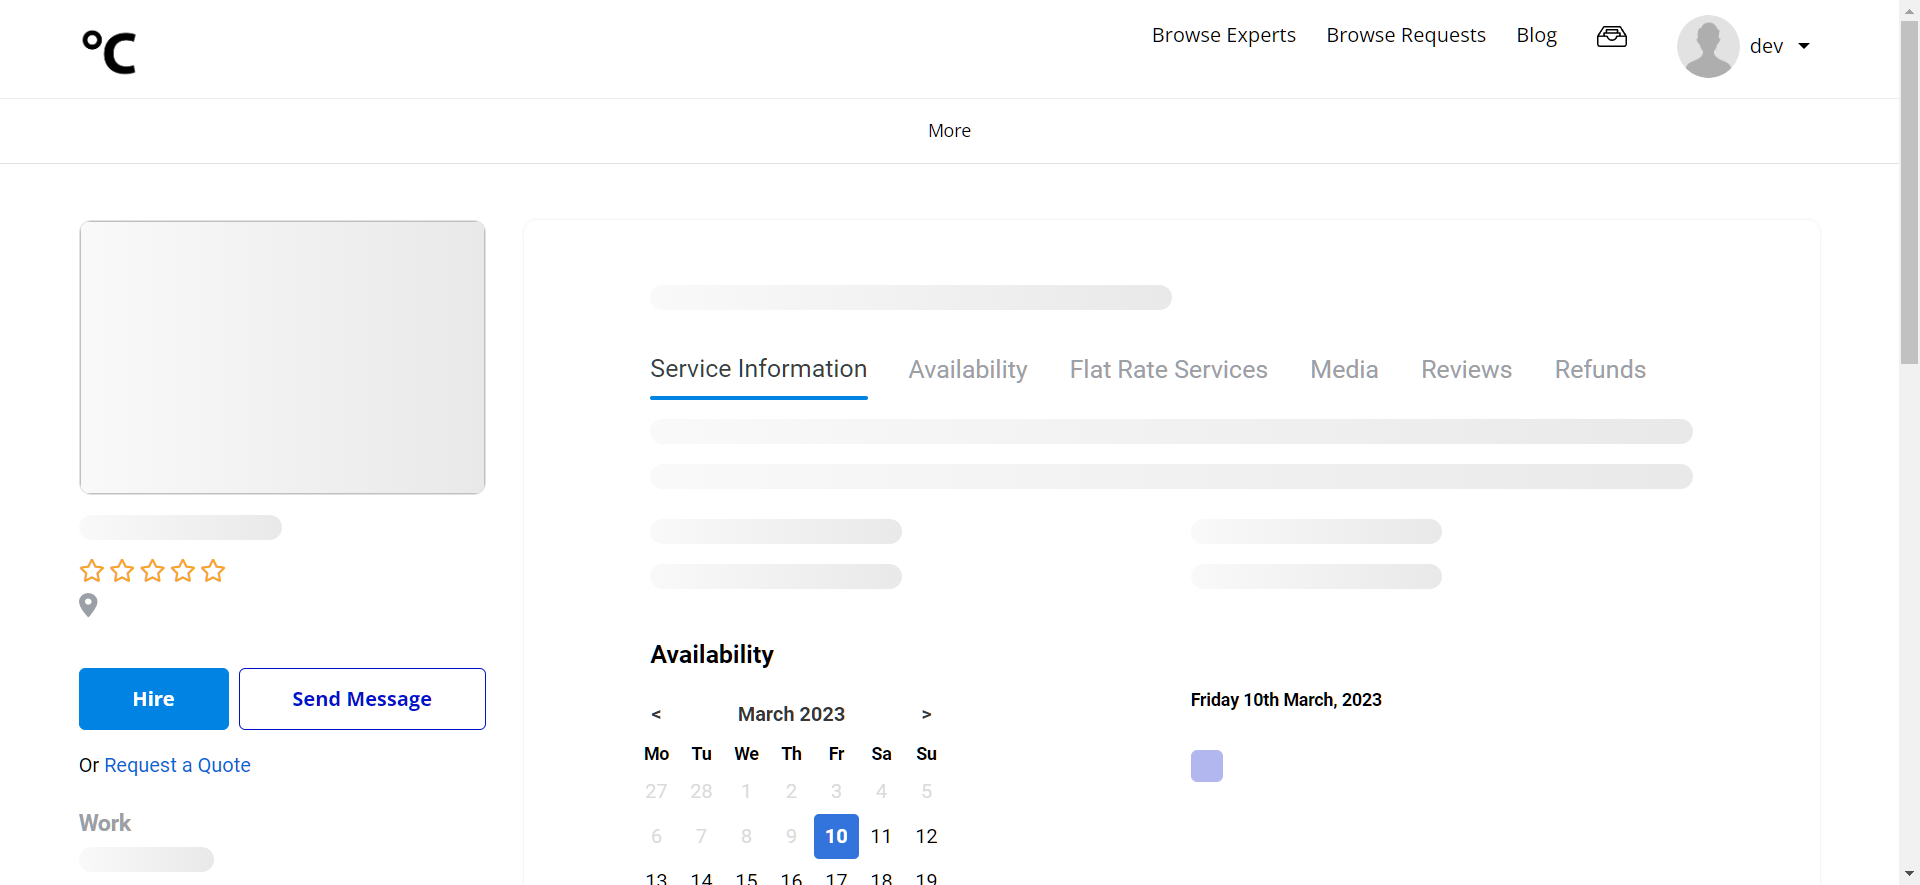 °C
Browse Experts Browse Requests Blog dev
More
Service Information Availability Flat Rate Services Media Reviews Refunds
Hire Send Message
Or Request a Quote
Work
Availability
< March 2023 >
Mo Tu We Th Fr Sa Su
27 28 1 2 3 4 5
6 7 8 9 10 11 12
13 14 15 16 17 18 19
Friday 10th March, 2023